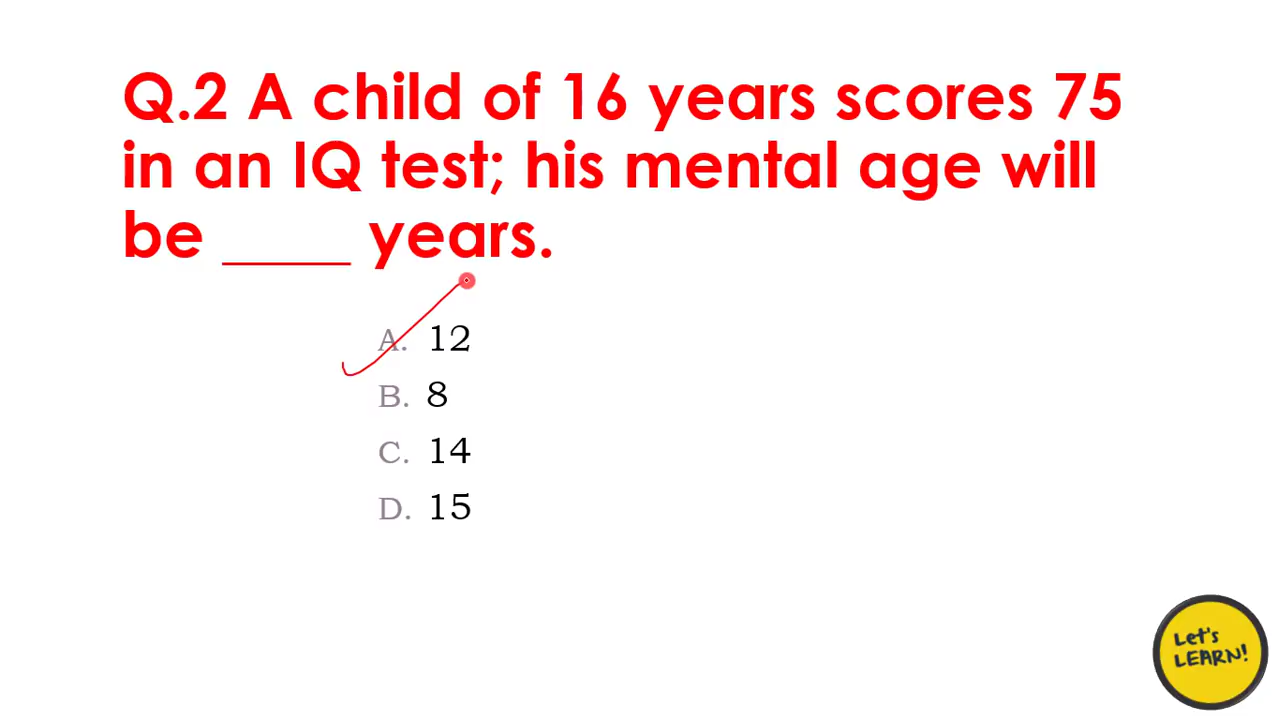 Q.2 A child of 16 years scores 75
in an IQ test; his mental age will
be ____ years.
A. 12
B. 8
C. 14
D. 15
Let's
LEARN!